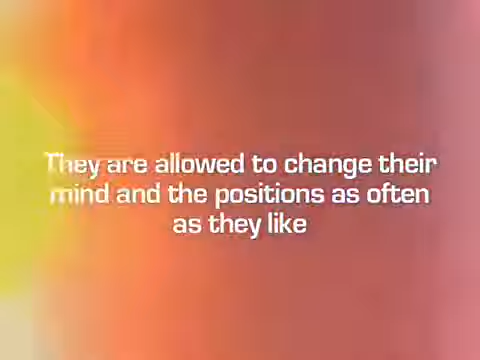 They are allowed to change their
mind and the positions as often
as they like